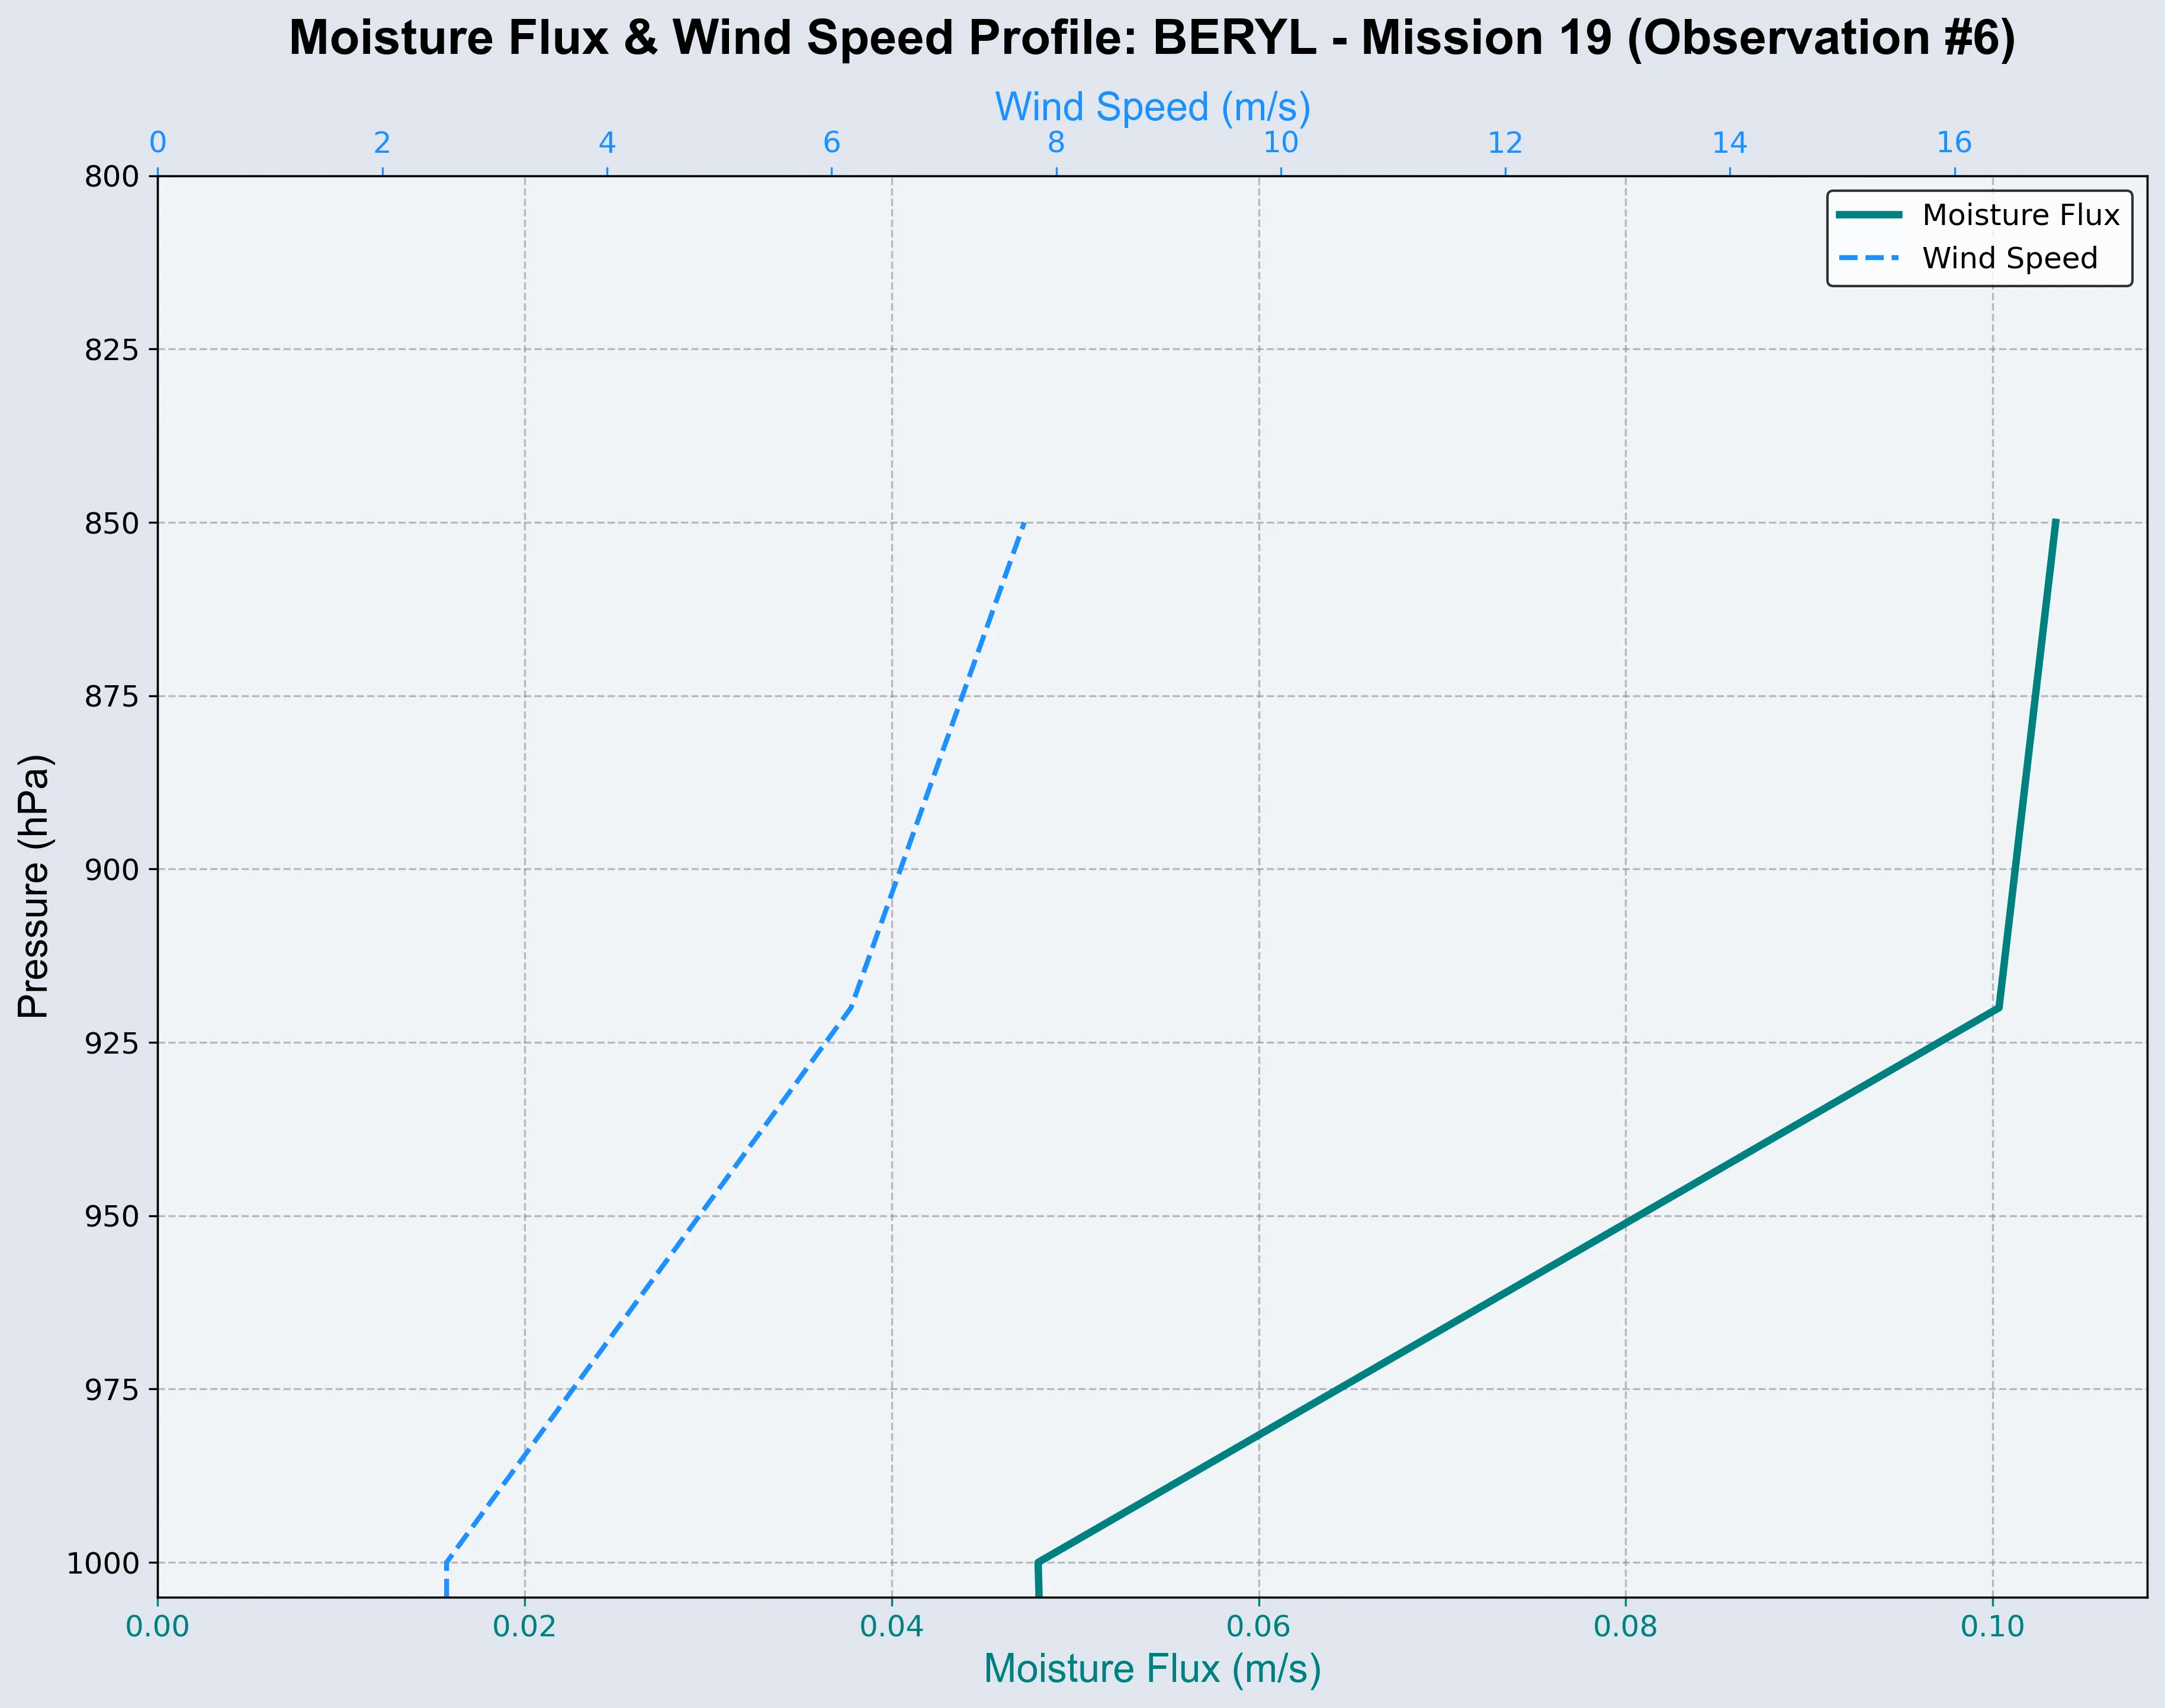 Moisture Flux & Wind Speed Profile: BERYL - Mission 19 (Observation #6)
Wind Speed (m/s)
0 2 4 6 8 10 12 14 16
Moisture Flux
Wind Speed
800
825
850
875
900
925
950
975
1000
Pressure (hPa)
0.00 0.02 0.04 0.06 0.08 0.10
Moisture Flux (m/s)